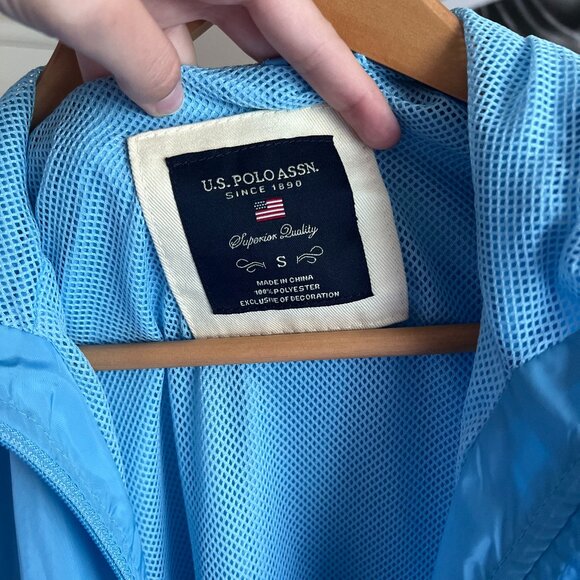 U.S. POLO ASSN.
SINCE 1890
Superior Quality
S
MADE IN CHINA
100% POLYESTER
EXCLUSIVE OF DECORATION